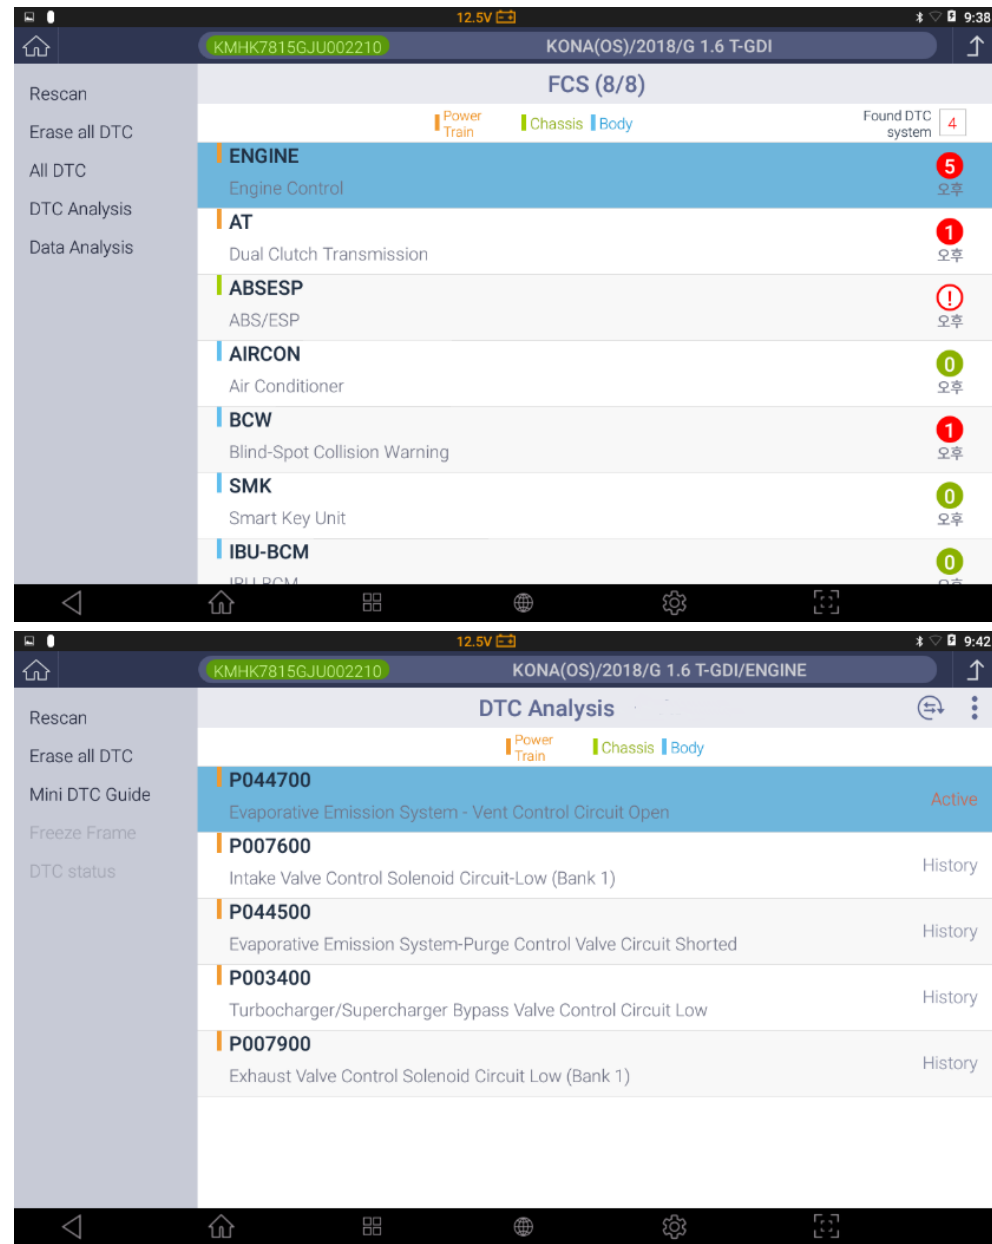 12.5V
9:38
KMHK7815GJU002210
KONA(OS)/2018/G 1.6 T-GDI
Rescan
Erase all DTC
All DTC
DTC Analysis
Data Analysis
FCS (8/8)
Power
Train
Chassis
Body
Found DTC
system
4
ENGINE
Engine Control
5
오후
AT
Dual Clutch Transmission
1
오후
ABSESP
ABS/ESP
!
오후
AIRCON
Air Conditioner
0
오후
BCW
Blind-Spot Collision Warning
1
오후
SMK
Smart Key Unit
0
오후
IBU-BCM
IBU-BCM
0
오후
12.5V
9:42
KMHK7815GJU002210
KONA(OS)/2018/G 1.6 T-GDI/ENGINE
Rescan
Erase all DTC
Mini DTC Guide
Freeze Frame
DTC status
DTC Analysis
Power
Train
Chassis
Body
P044700
Evaporative Emission System - Vent Control Circuit Open
Active
P007600
Intake Valve Control Solenoid Circuit-Low (Bank 1)
History
P044500
Evaporative Emission System-Purge Control Valve Circuit Shorted
History
P003400
Turbocharger/Supercharger Bypass Valve Control Circuit Low
History
P007900
Exhaust Valve Control Solenoid Circuit Low (Bank 1)
History